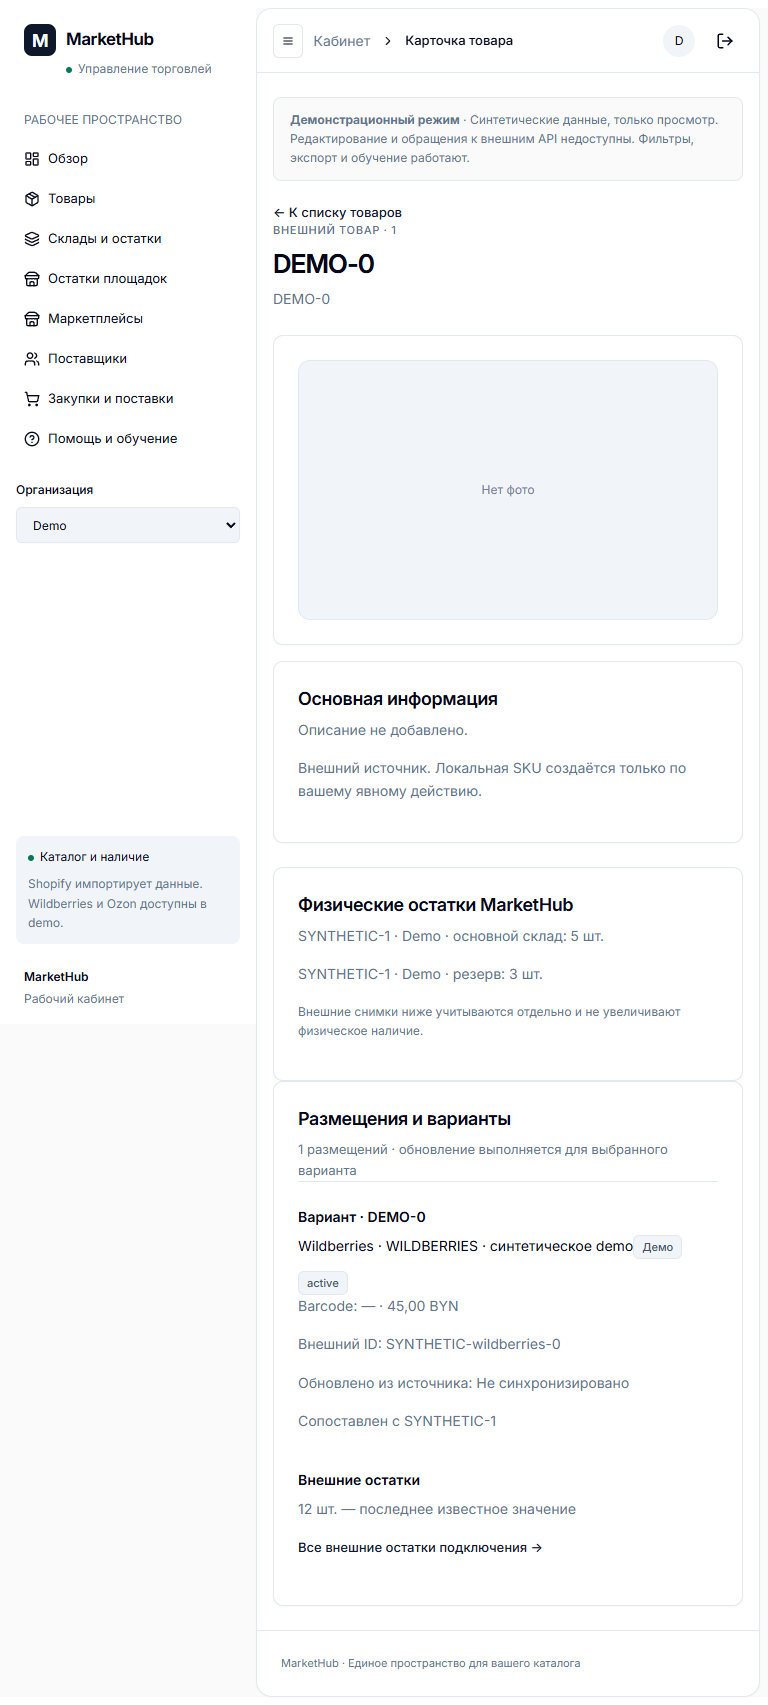 M MarketHub
Управление торговлей
РАБОЧЕЕ ПРОСТРАНСТВО
Обзор
Товары
Склады и остатки
Остатки площадок
Маркетплейсы
Поставщики
Закупки и поставки
Помощь и обучение
Организация
Demo
Каталог и наличие
Shopify импортирует данные.
Wildberries и Ozon доступны в
demo.
MarketHub
Рабочий кабинет
Кабинет > Карточка товара
D
Демонстрационный режим · Синтетические данные, только просмотр.
Редактирование и обращения к внешним API недоступны. Фильтры,
экспорт и обучение работают.
← К списку товаров
ВНЕШНИЙ ТОВАР · 1
DEMO-0
DEMO-0
Нет фото
Основная информация
Описание не добавлено.
Внешний источник. Локальная SKU создаётся только по
вашему явному действию.
Физические остатки MarketHub
SYNTHETIC-1 · Demo · основной склад: 5 шт.
SYNTHETIC-1 · Demo · резерв: 3 шт.
Внешние снимки ниже учитываются отдельно и не увеличивают
физическое наличие.
Размещения и варианты
1 размещений · обновление выполняется для выбранного
варианта
Вариант · DEMO-0
Wildberries · WILDBERRIES · синтетическое demo Демо
active
Barcode: — · 45,00 BYN
Внешний ID: SYNTHETIC-wildberries-0
Обновлено из источника: Не синхронизировано
Сопоставлен с SYNTHETIC-1
Внешние остатки
12 шт. — последнее известное значение
Все внешние остатки подключения →
MarketHub · Единое пространство для вашего каталога